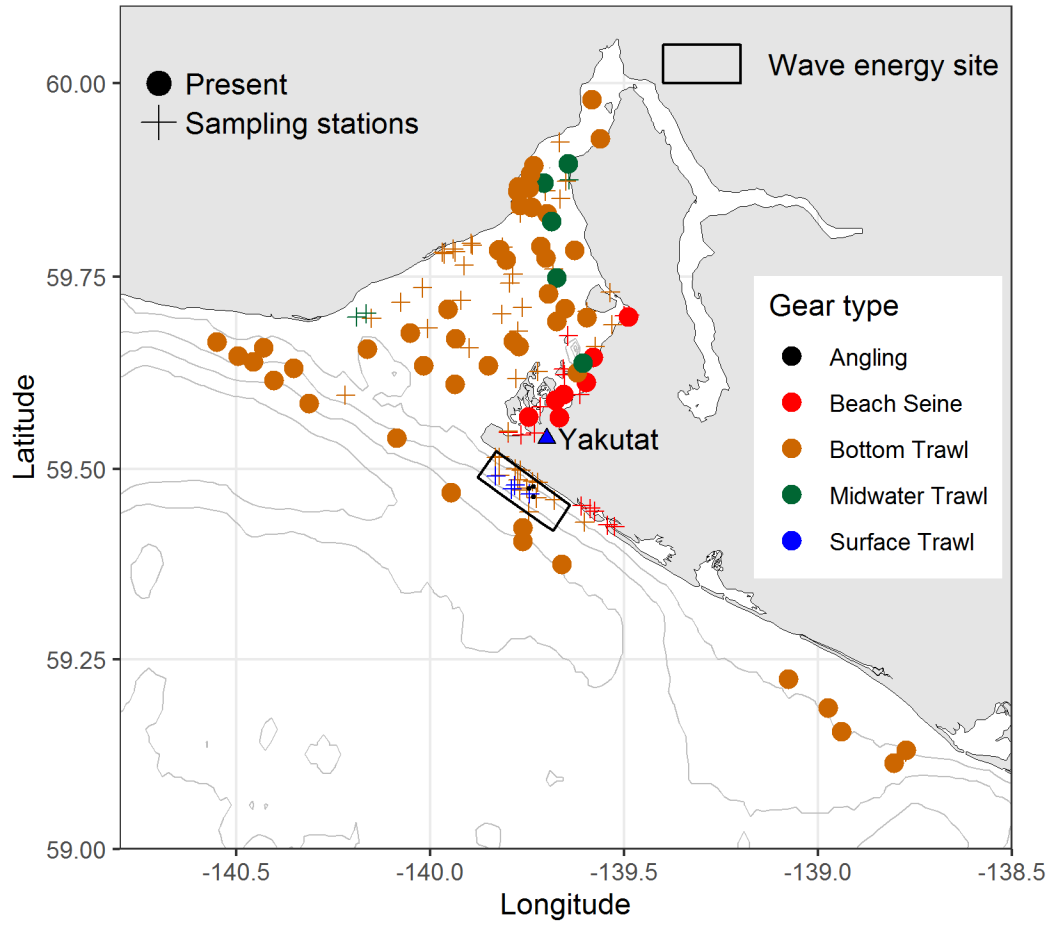 60.00
59.75
59.50
59.25
59.00
Latitude
Present
Sampling stations
Wave energy site
Yakutat
Gear type
Angling
Beach Seine
Bottom Trawl
Midwater Trawl
Surface Trawl
-140.5
-140.0
-139.5
-139.0
-138.5
Longitude